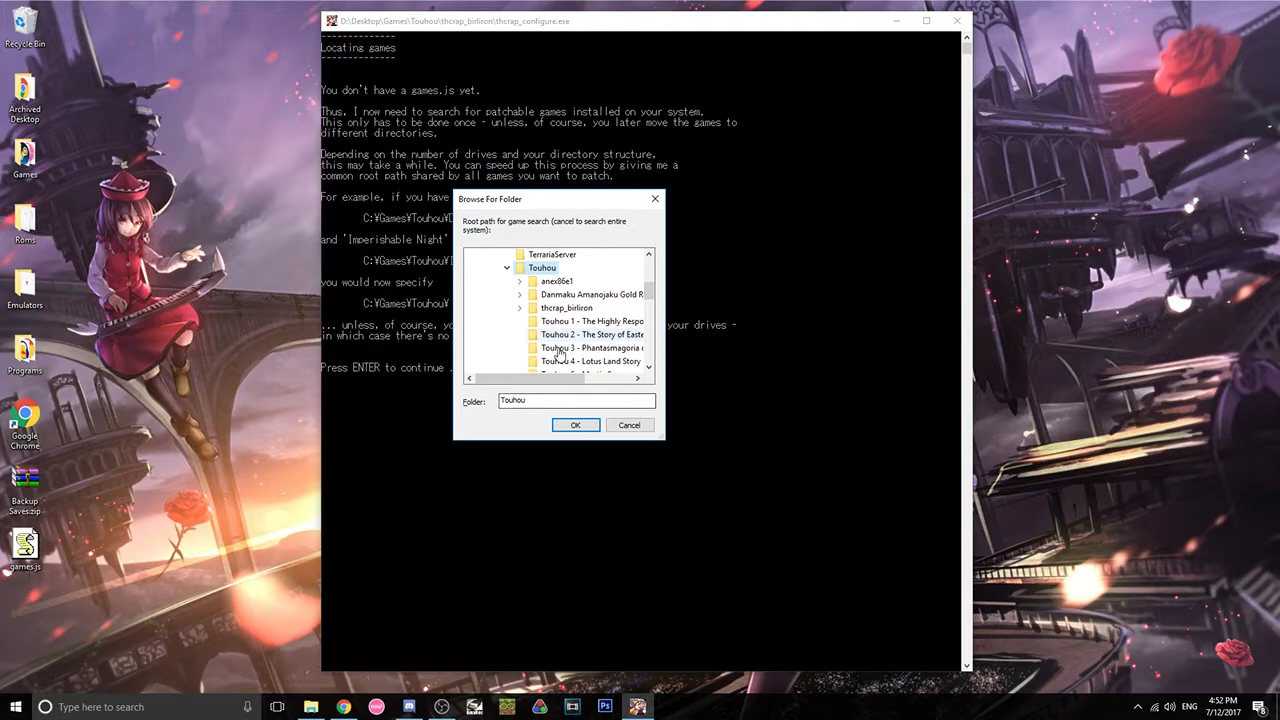 D:\Desktop\Games\Touhou\thcrap_birliron\thcrap_configure.exe
Recycle Bin
Archived
Desktop
Games
Roms
Emulators
Programs
Google
Chrome
Backup
Saves.zip
games.js
Locating games
You don't have a games.js yet.
Thus, I now need to search for patchable games installed on your system.
This only has to be done once - unless, of course, you later move the games to
different directories.
Depending on the number of drives and your directory structure,
this may take a while. You can speed up this process by giving me a
common root path shared by all games you want to patch.
For example, if you have
C:¥Games¥Touhou¥
and 'Imperishable Night'
C:¥Games¥Touhou¥
you would now specify
C:¥Games¥Touhou¥
... unless, of course, your drives -
in which case there's no
Press ENTER to continue .
Browse For Folder
Root path for game search (cancel to search entire
system):
TerrariaServer
Touhou
anex86e1
Danmaku Amanojaku Gold R
thcrap_birliron
Touhou 1 - The Highly Respo
Touhou 2 - The Story of Easte
Touhou 3 - Phantasmagoria
Touhou 4 - Lotus Land Story
Folder:
Touhou
OK
Cancel
Type here to search
ENG
4:52 PM
7/12/2017